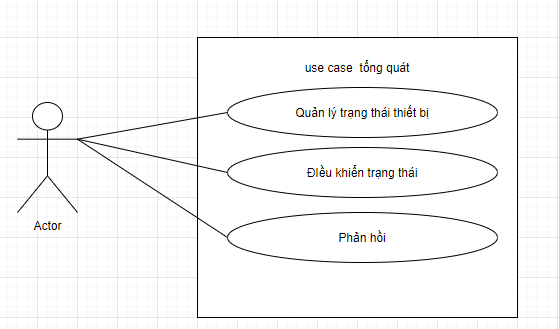 use case tổng quát
Quản lý trạng thái thiết bị
ĐIều khiển trạng thái
Phản hồi
Actor